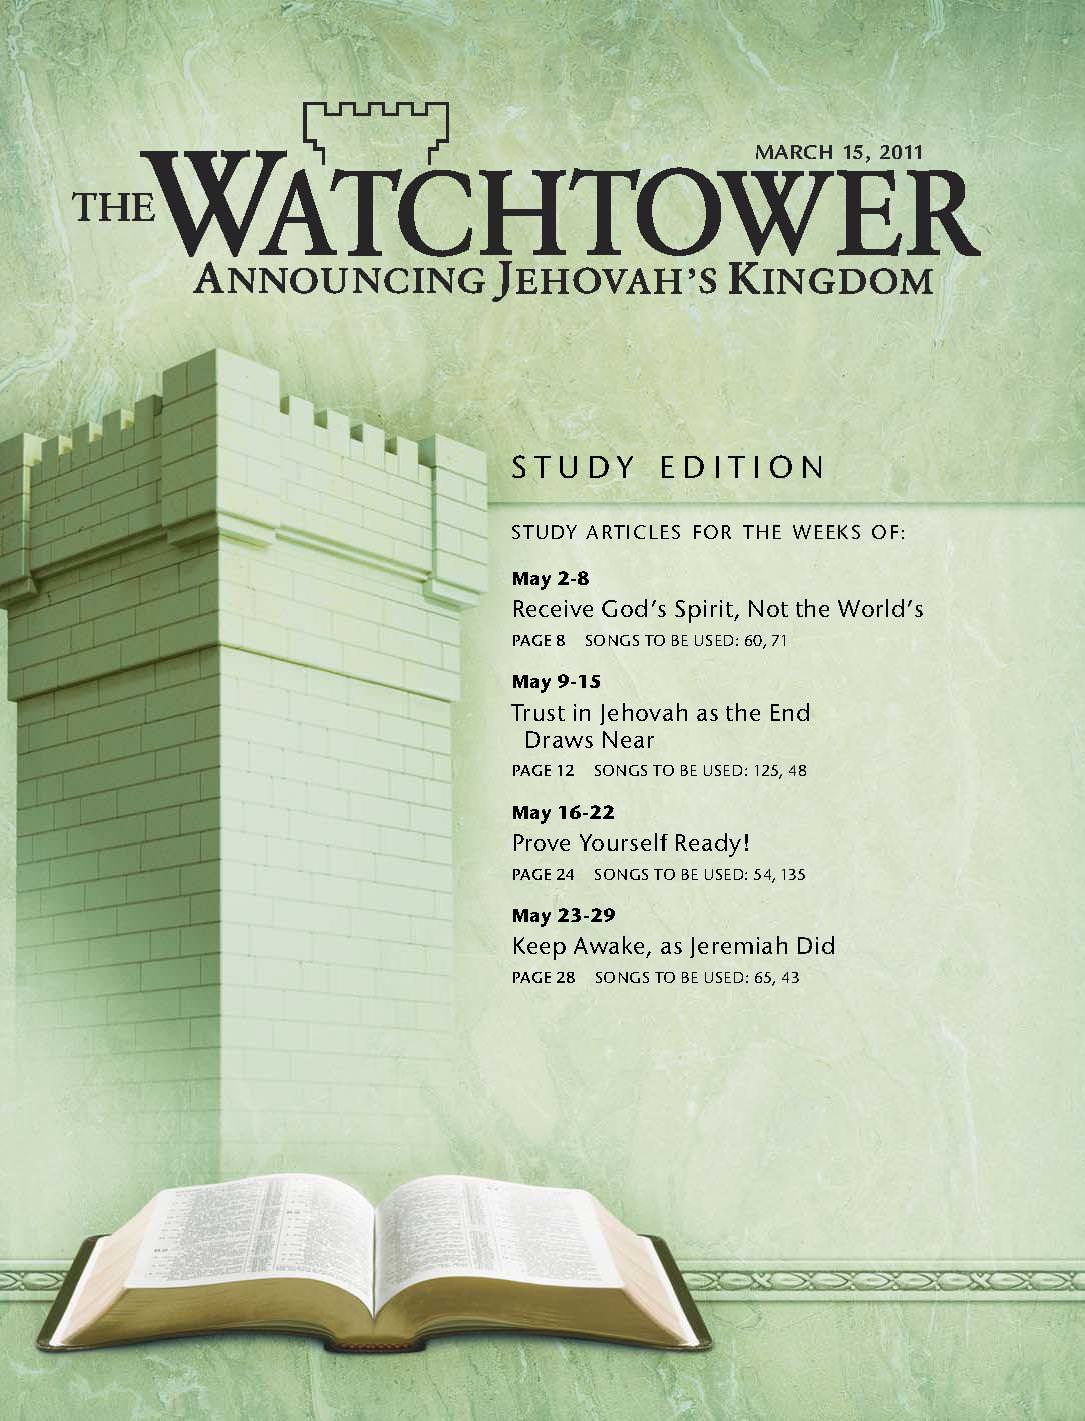 MARCH 15, 2011
THE WATCHTOWER
ANNOUNCING JEHOVAH'S KINGDOM
STUDY EDITION
STUDY ARTICLES FOR THE WEEKS OF:
May 2-8
Receive God's Spirit, Not the World's
PAGE 8 SONGS TO BE USED: 60, 71
May 9-15
Trust in Jehovah as the End
Draws Near
PAGE 12 SONGS TO BE USED: 125, 48
May 16-22
Prove Yourself Ready!
PAGE 24 SONGS TO BE USED: 54, 135
May 23-29
Keep Awake, as Jeremiah Did
PAGE 28 SONGS TO BE USED: 65, 43